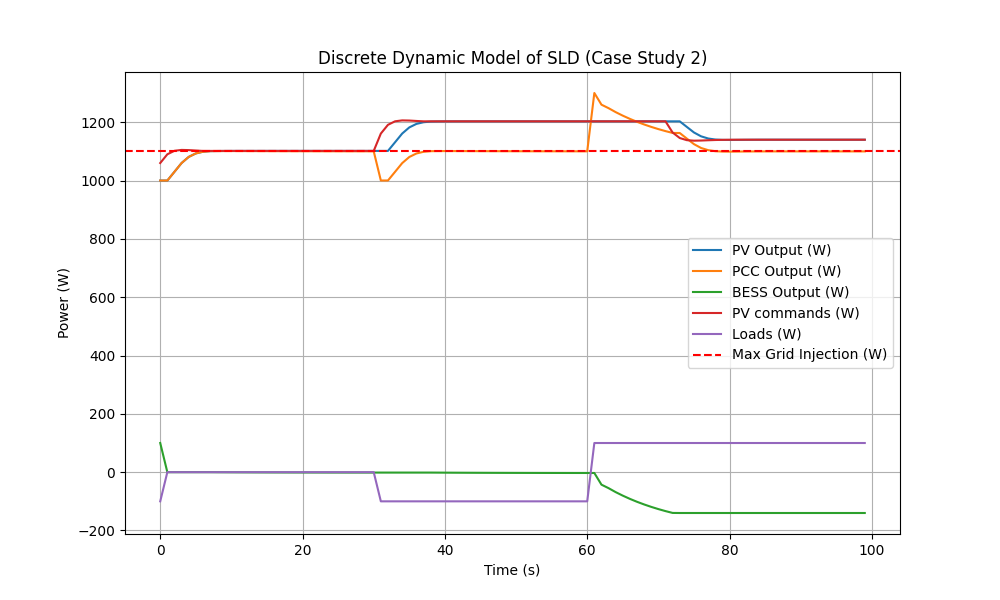 Discrete Dynamic Model of SLD (Case Study 2)
Power (W)
1200
1000
800
600
400
200
0
−200
PV Output (W)
PCC Output (W)
BESS Output (W)
PV commands (W)
Loads (W)
Max Grid Injection (W)
0 20 40 60 80 100
Time (s)